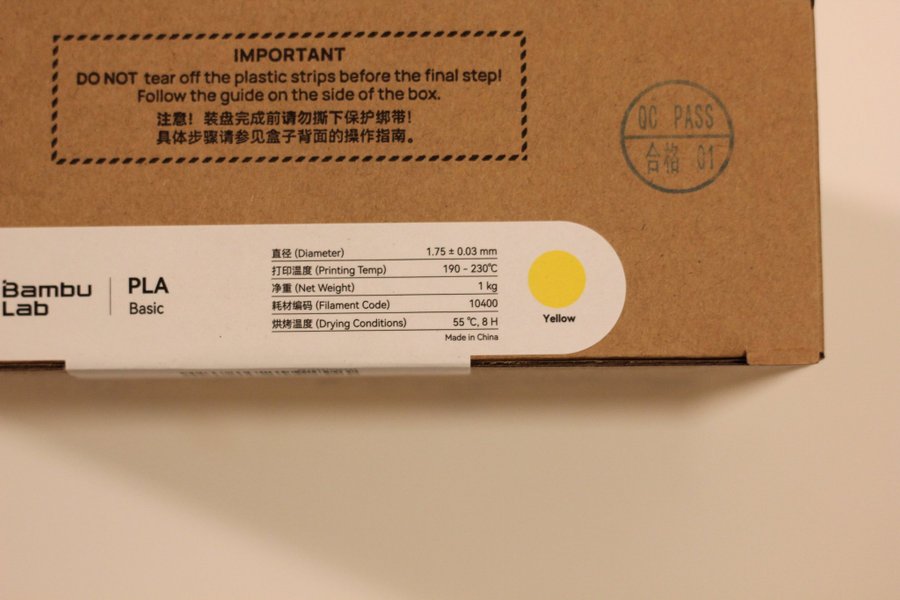 IMPORTANT
DO NOT tear off the plastic strips before the final step!
Follow the guide on the side of the box.
注意！装盘完成前请勿撕下保护绑带！
具体步骤请参见盒子背面的操作指南。
QC PASS
合格 01
Bambu Lab
PLA
Basic
直径 (Diameter) 1.75 ± 0.03 mm
打印温度 (Printing Temp) 190 - 230℃
净重 (Net Weight) 1 kg
耗材编码 (Filament Code) 10400
烘烤温度 (Drying Conditions) 55 ℃, 8 H
Made in China
Yellow